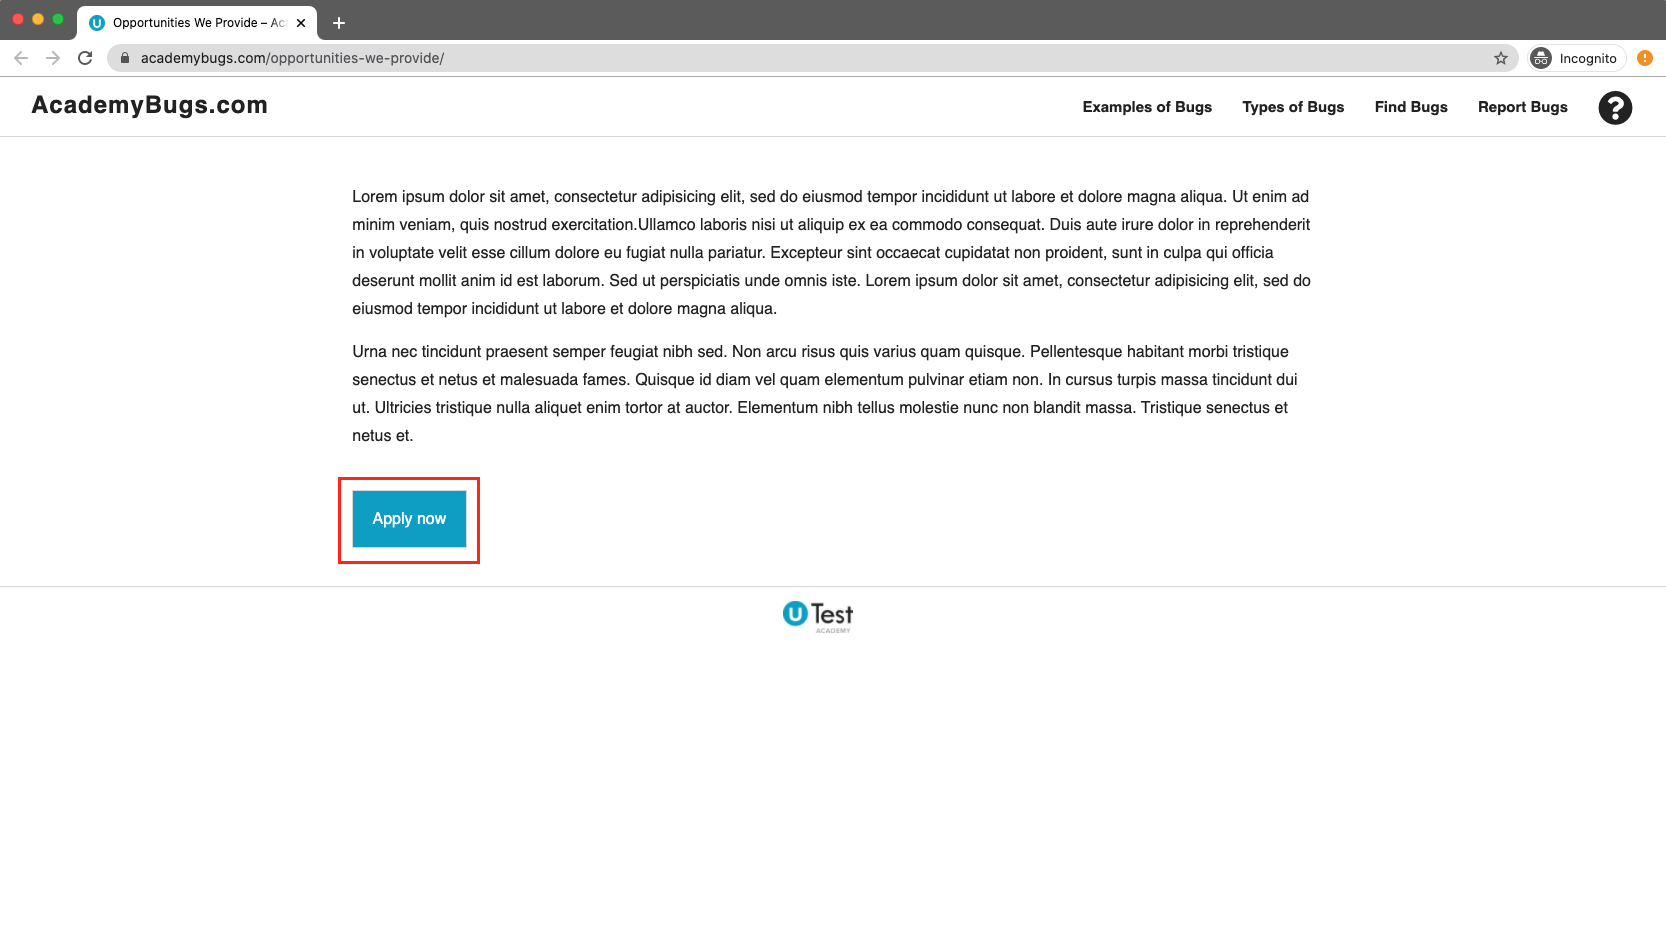 Opportunities We Provide – Aca
academybugs.com/opportunities-we-provide/
Incognito
AcademyBugs.com
Examples of Bugs
Types of Bugs
Find Bugs
Report Bugs
?
Lorem ipsum dolor sit amet, consectetur adipisicing elit, sed do eiusmod tempor incididunt ut labore et dolore magna aliqua. Ut enim ad
minim veniam, quis nostrud exercitation.Ullamco laboris nisi ut aliquip ex ea commodo consequat. Duis aute irure dolor in reprehenderit
in voluptate velit esse cillum dolore eu fugiat nulla pariatur. Excepteur sint occaecat cupidatat non proident, sunt in culpa qui officia
deserunt mollit anim id est laborum. Sed ut perspiciatis unde omnis iste. Lorem ipsum dolor sit amet, consectetur adipisicing elit, sed do
eiusmod tempor incididunt ut labore et dolore magna aliqua.
Urna nec tincidunt praesent semper feugiat nibh sed. Non arcu risus quis varius quam quisque. Pellentesque habitant morbi tristique
senectus et netus et malesuada fames. Quisque id diam vel quam elementum pulvinar etiam non. In cursus turpis massa tincidunt dui
ut. Ultricies tristique nulla aliquet enim tortor at auctor. Elementum nibh tellus molestie nunc non blandit massa. Tristique senectus et
netus et.
Apply now
U Test
ACADEMY